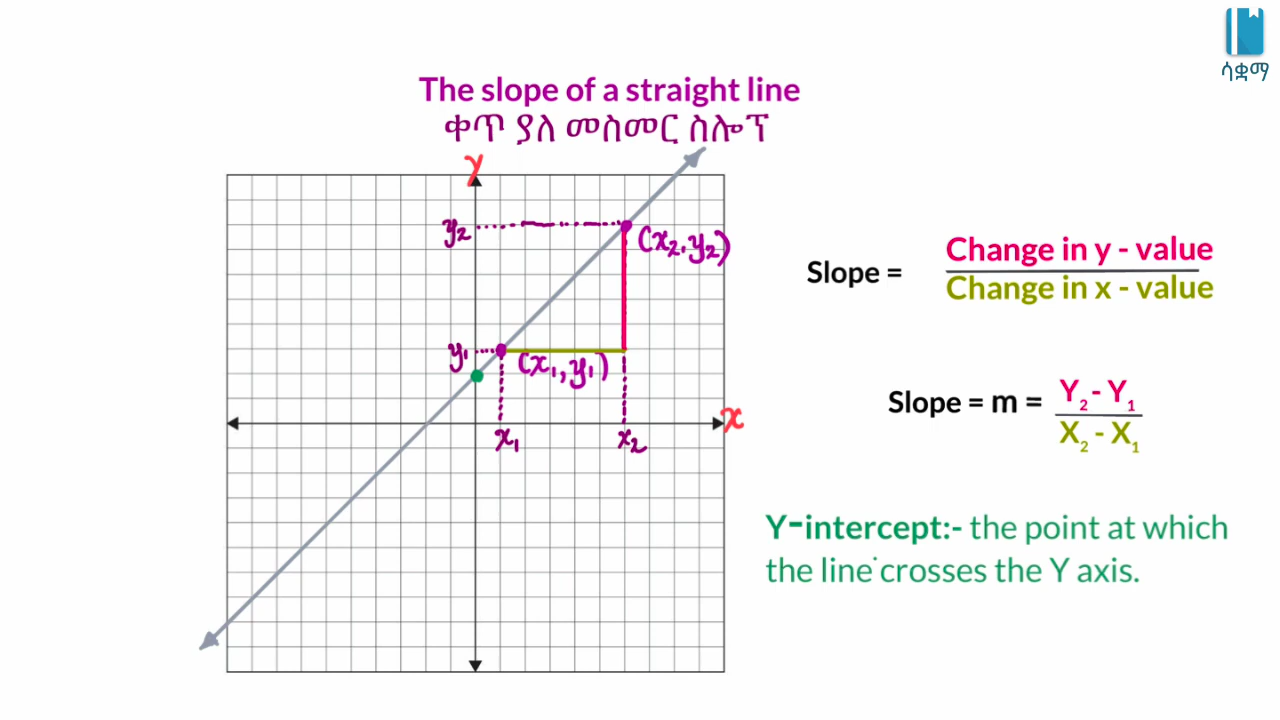 ሳቋማ
The slope of a straight line
ቀጥ ያለ መስመር ስሎፕ
y
y₂
(x₂, y₂)
y₁
(x₁, y₁)
x
x₁
x₂
Slope = Change in y - value
Change in x - value
Slope = m = Y₂ - Y₁
X₂ - X₁
Y-intercept:- the point at which
the line crosses the Y axis.